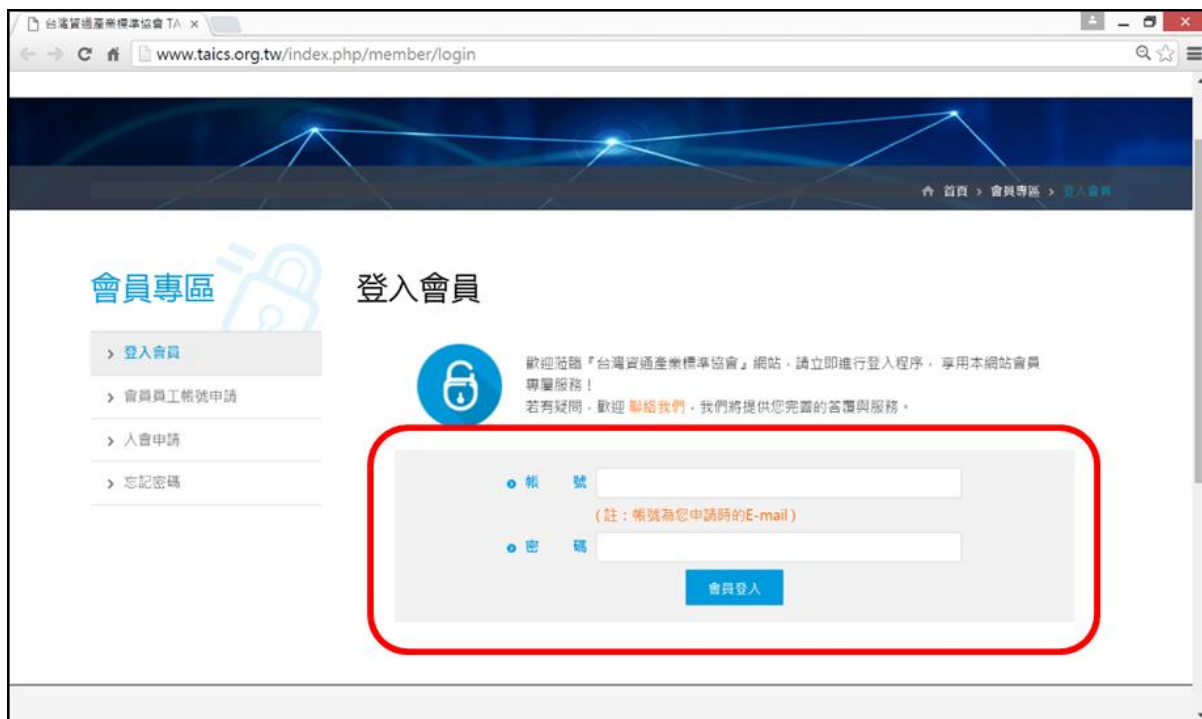 台灣資通產業標準協會 TA
www.taics.org.tw/index.php/member/login
首頁 > 會員專區 > 登入會員
會員專區
登入會員
> 登入會員
> 會員員工帳號申請
> 入會申請
> 忘記密碼
歡迎蒞臨『台灣資通產業標準協會』網站，請立即進行登入程序， 享用本網站會員
專屬服務！
若有疑問，歡迎 聯絡我們，我們將提供您完善的答覆與服務。
帳 號
(註：帳號為您申請時的E-mail)
密 碼
會員登入